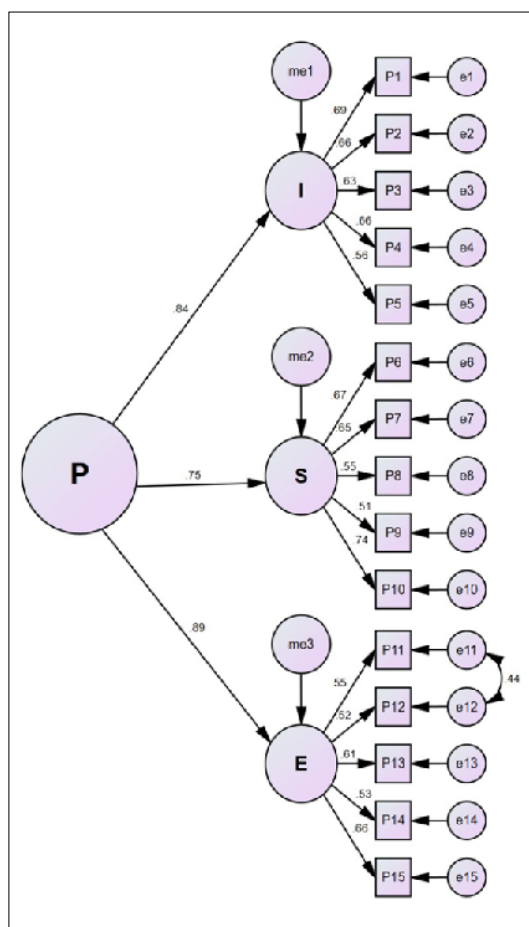 me1
P1
e1
.69
P2
e2
.66
I
.63
P3
e3
.66
P4
e4
.56
P5
e5
.84
me2
P6
e6
.67
P7
e7
.65
P
.75
S
.55
P8
e8
.51
P9
e9
.74
P10
e10
.89
me3
P11
e11
.55
.44
P12
e12
.52
E
.61
P13
e13
.53
P14
e14
.66
P15
e15